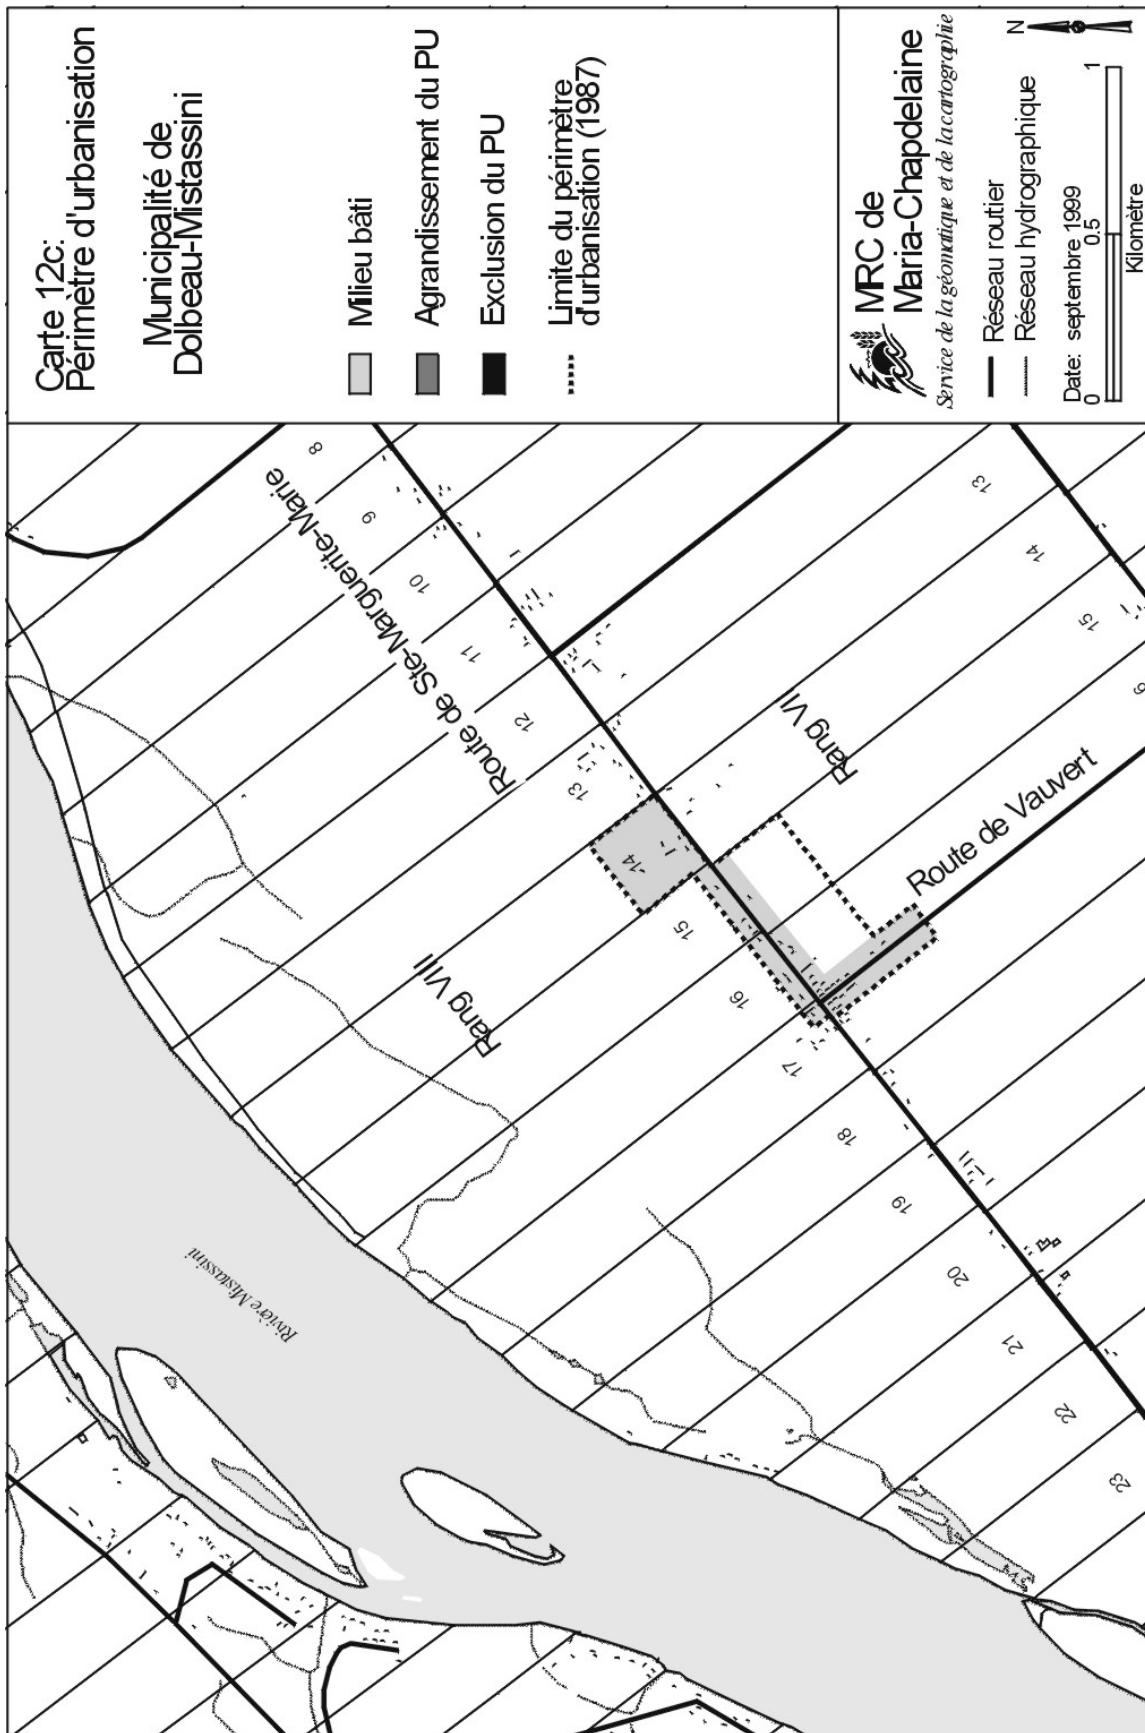 Carte 12c:
Périmètre d'urbanisation
Municipalité de
Dolbeau-Mistassini
Milieu bâti
Agrandissement du PU
Exclusion du PU
Limite du périmètre
d'urbanisation (1987)
MRC de
Maria-Chapdelaine
Service de la géomatique et de la cartographie
Réseau routier
Réseau hydrographique
N
Date: septembre 1999
0 0.5 1
Kilomètre
Route de Ste-Marguerite-Marie
Rang VIII
Rang VII
Route de Vauvert
Rivière Mistassini
8
9
10
11
12
13
14
15
16
17
18
19
20
21
22
23
13
14
15
6